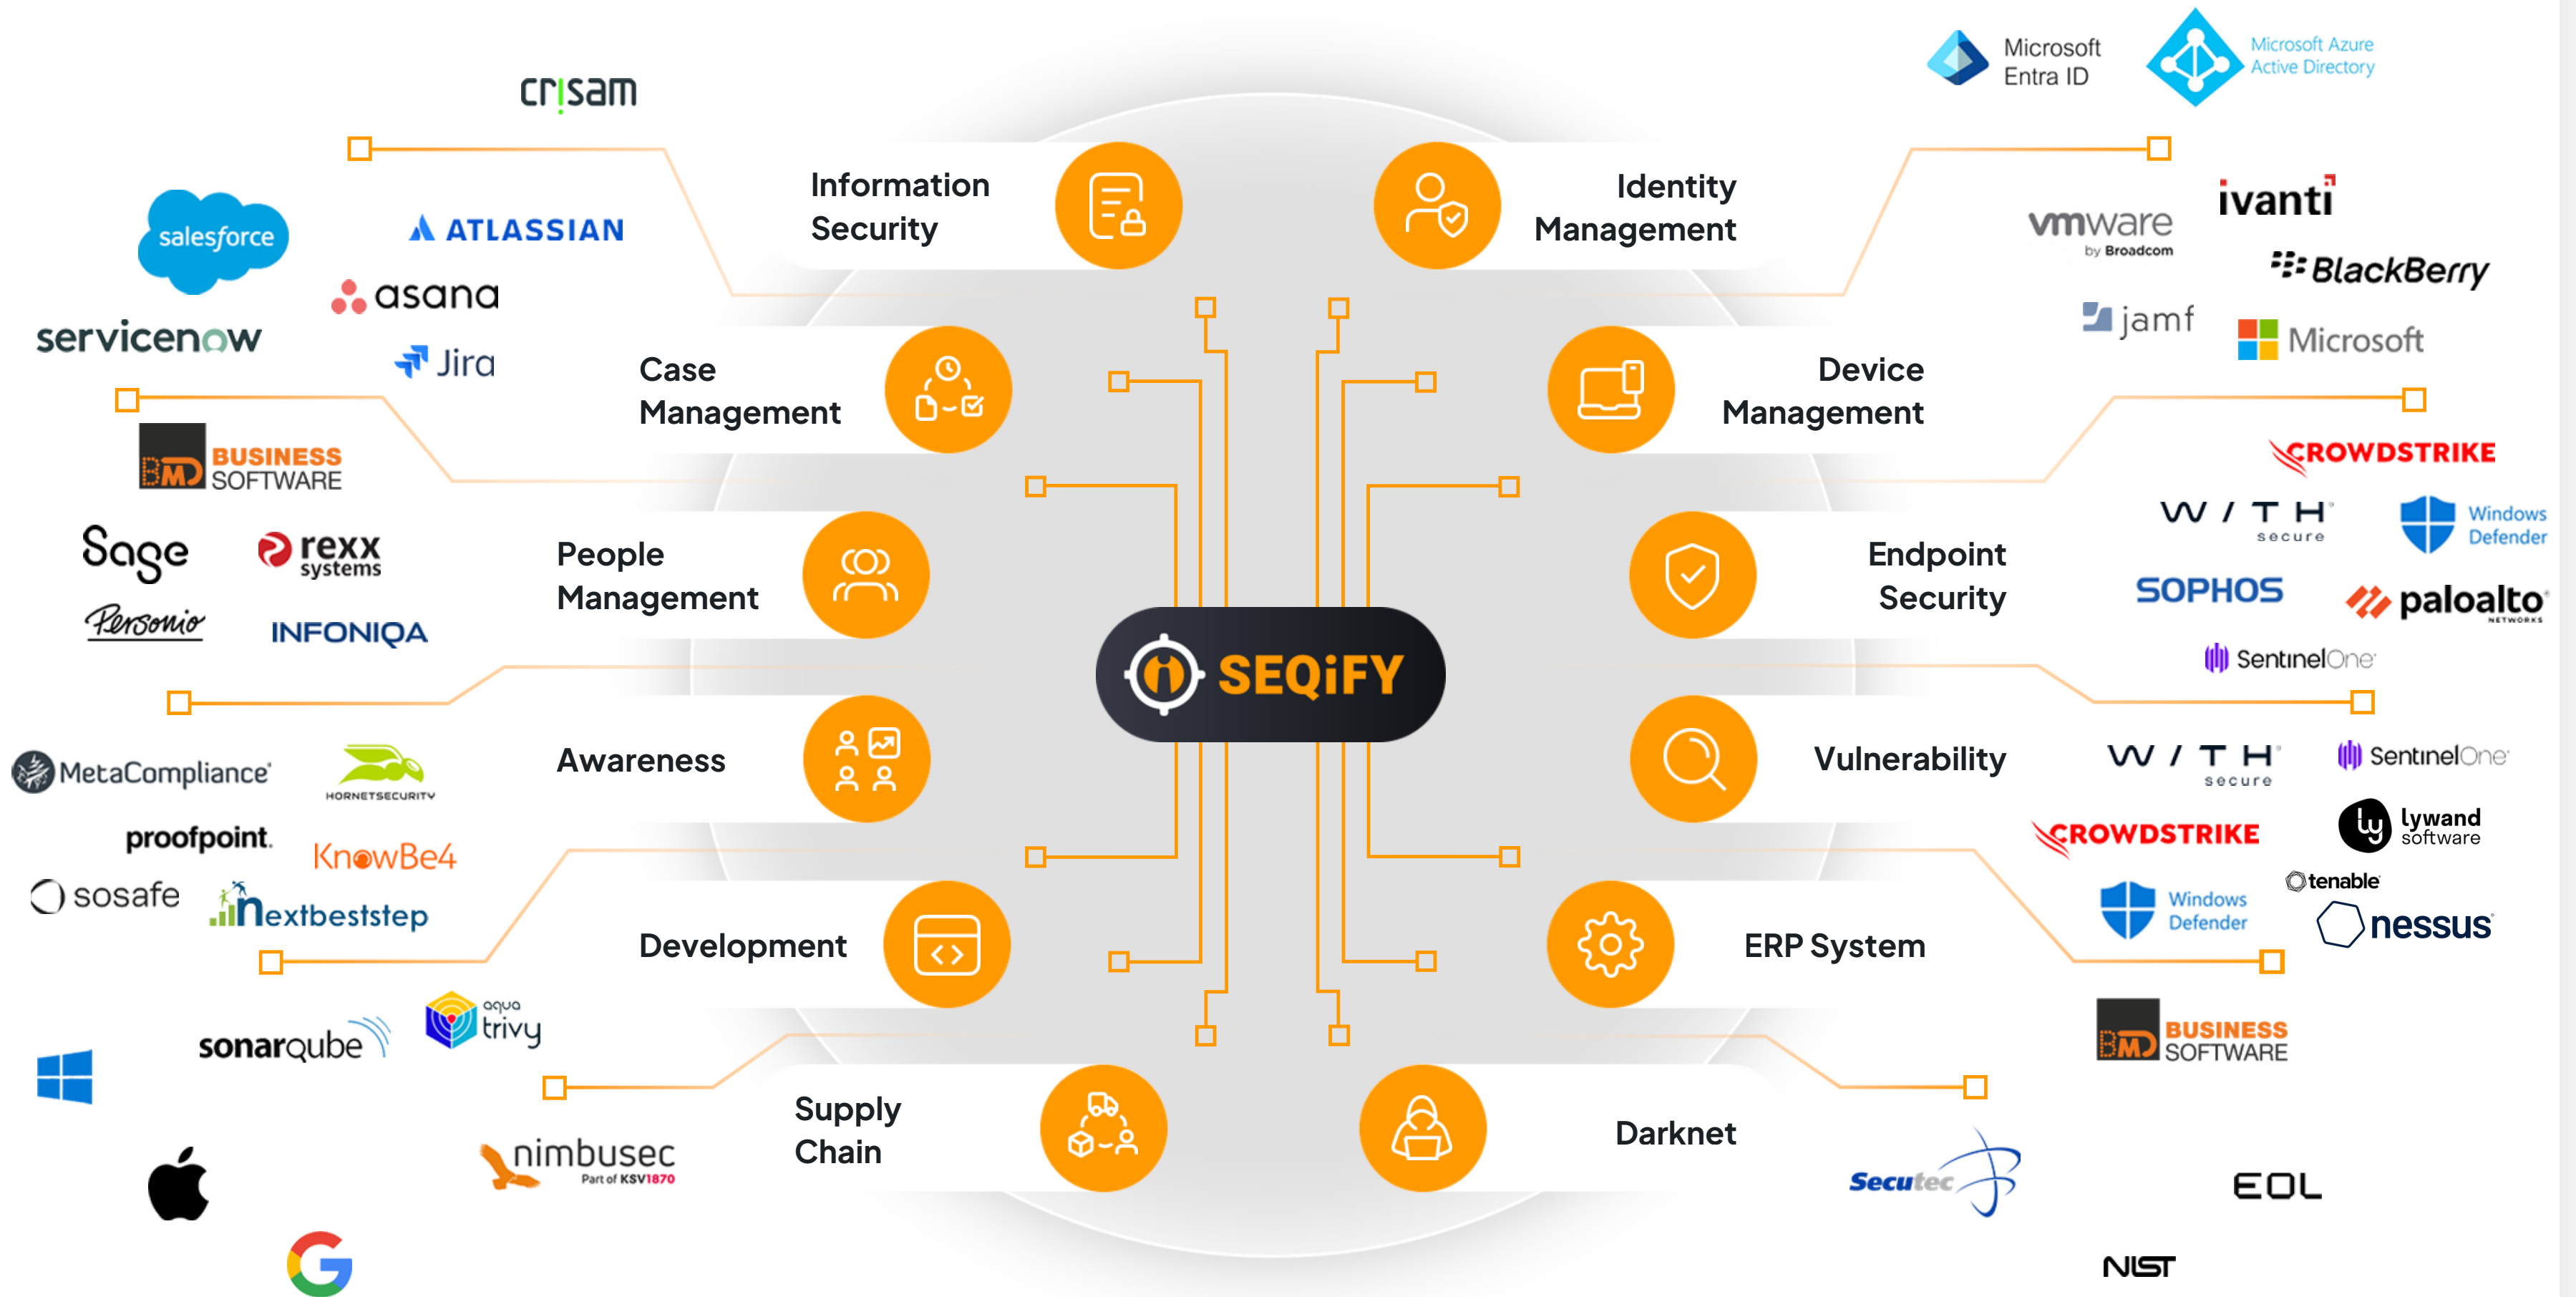 crisam
Information
Security
salesforce
ATLASSIAN
asana
servicenow
Jira
Case
Management
BMD BUSINESS
SOFTWARE
Sage
rexx
systems
Personio
INFONIQA
People
Management
MetaCompliance
HORNETSECURITY
proofpoint.
KnowBe4
sosafe
nextbeststep
Awareness
sonarqube
aqua
trivy
Development
nimbusec
Part of KSV1870
Supply
Chain
SEQiFY
Microsoft
Entra ID
Microsoft Azure
Active Directory
Identity
Management
vmware
by Broadcom
ivanti
BlackBerry
jamf
Microsoft
Device
Management
CROWDSTRIKE
W / T H
secure
Windows
Defender
SOPHOS
paloalto
NETWORKS
SentinelOne
Endpoint
Security
W / T H
secure
SentinelOne
CROWDSTRIKE
lywand
software
Windows
Defender
tenable
nessus
Vulnerability
BMD BUSINESS
SOFTWARE
ERP System
Secutec
EOL
NIST
Darknet